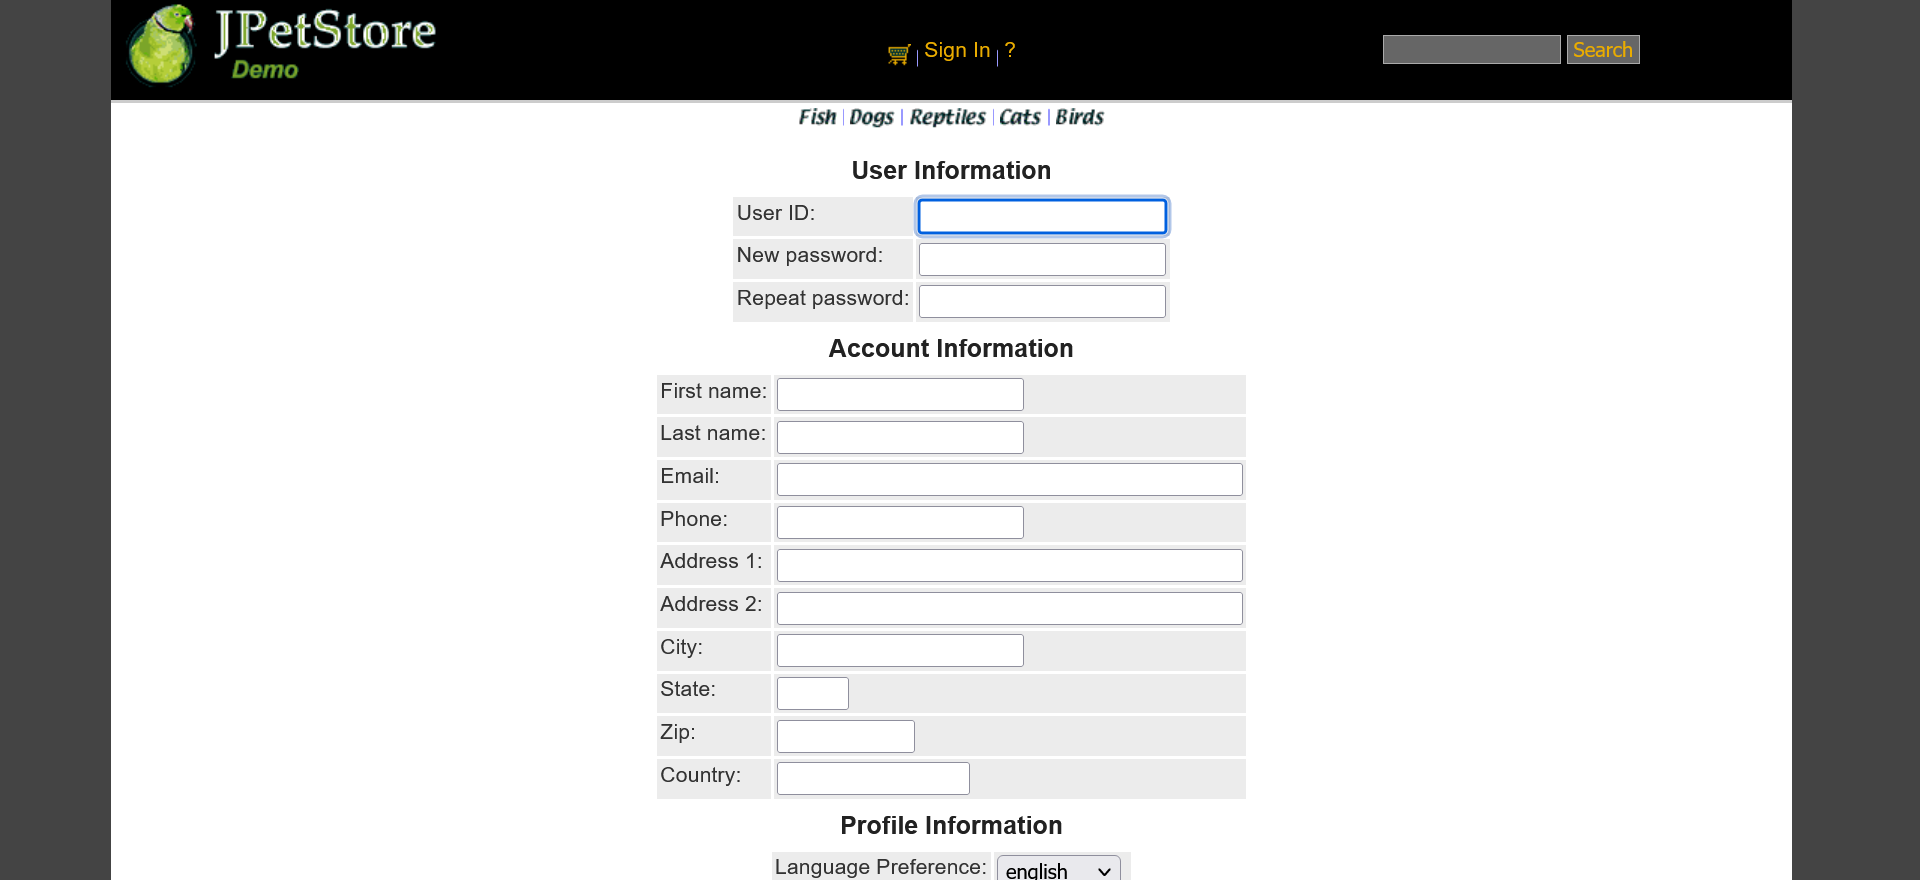 JPetStore
Demo
Sign In | ?
Search
Fish | Dogs | Reptiles | Cats | Birds
User Information
User ID:
New password:
Repeat password:
Account Information
First name:
Last name:
Email:
Phone:
Address 1:
Address 2:
City:
State:
Zip:
Country:
Profile Information
Language Preference: english